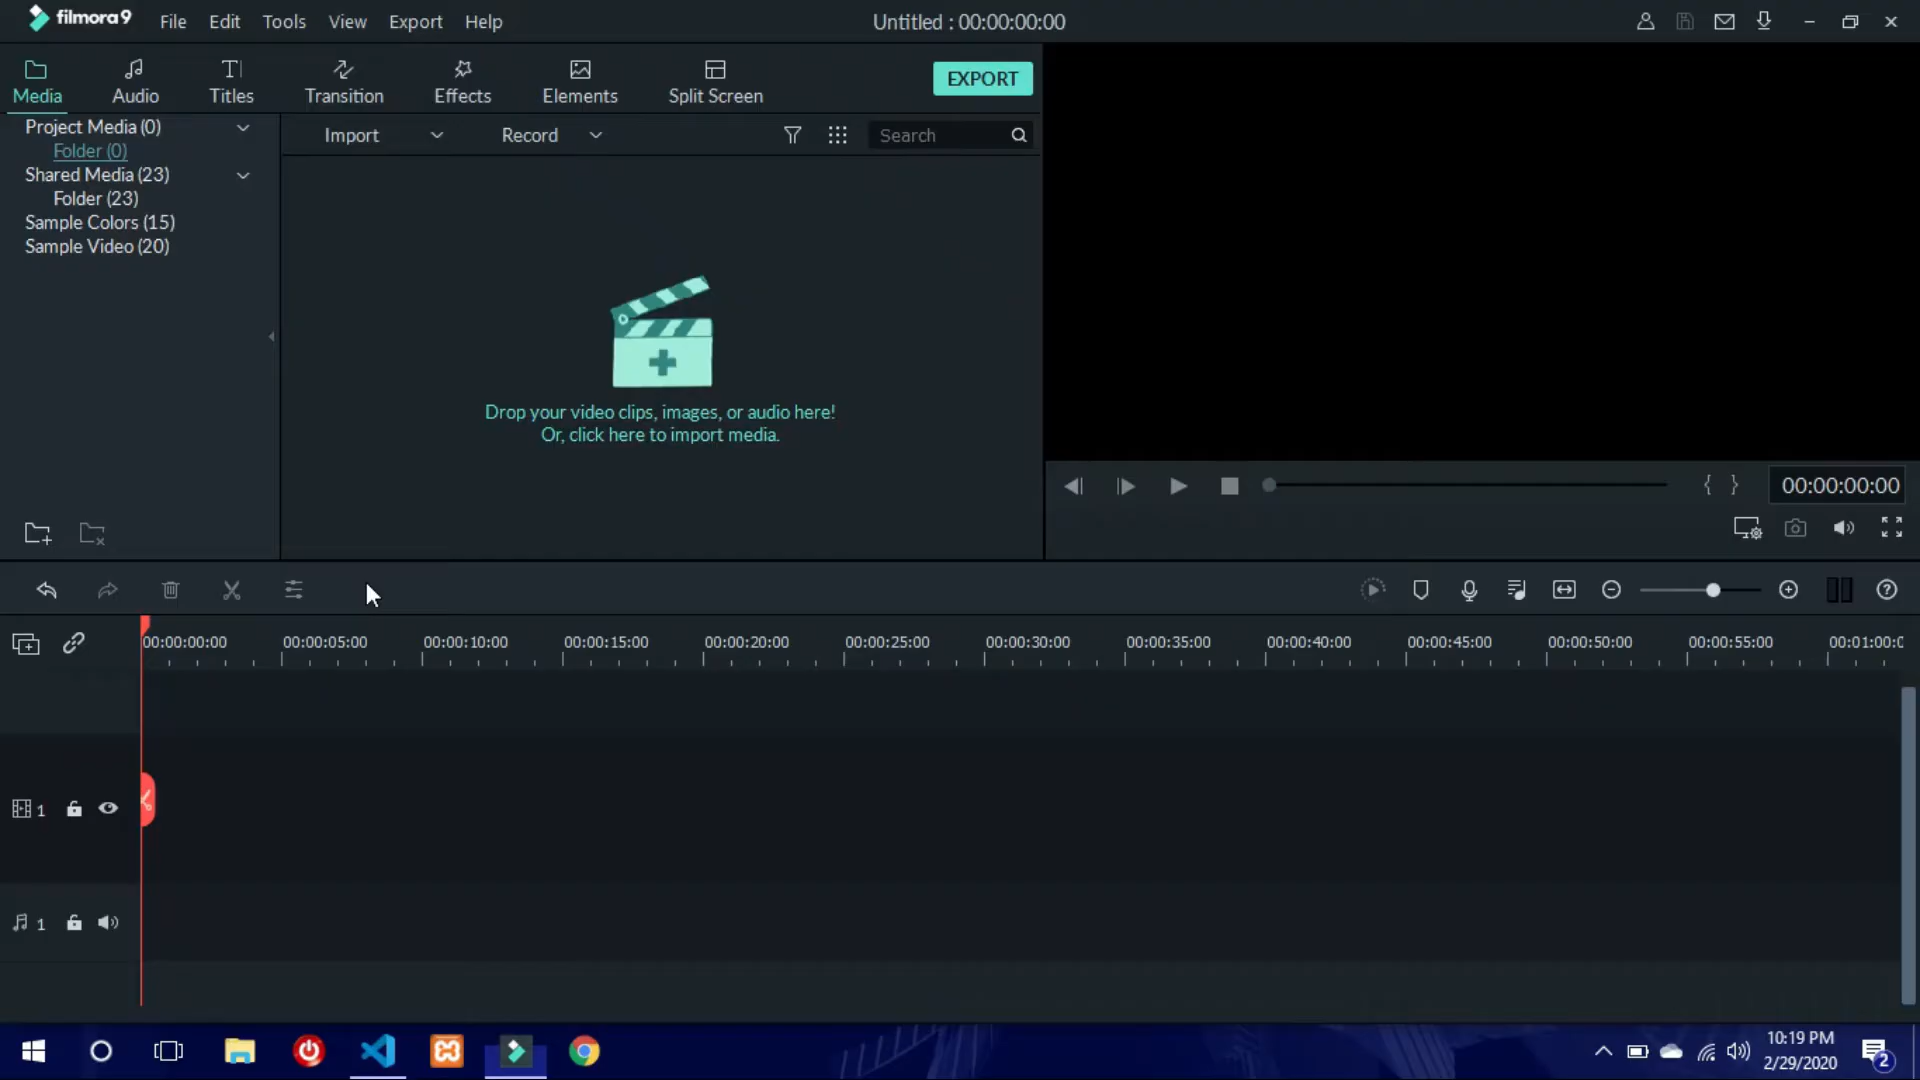 filmora9
File Edit Tools View Export Help
Untitled : 00:00:00:00
Media Audio Titles Transition Effects Elements Split Screen
EXPORT
Project Media (0)
Folder (0)
Shared Media (23)
Folder (23)
Sample Colors (15)
Sample Video (20)
Import Record Search
Drop your video clips, images, or audio here!
Or, click here to import media.
{ } 00:00:00:00
00:00:00:00 00:00:05:00 00:00:10:00 00:00:15:00 00:00:20:00 00:00:25:00 00:00:30:00 00:00:35:00 00:00:40:00 00:00:45:00 00:00:50:00 00:00:55:00 00:01:00:0
1
1
10:19 PM
2/29/2020
2